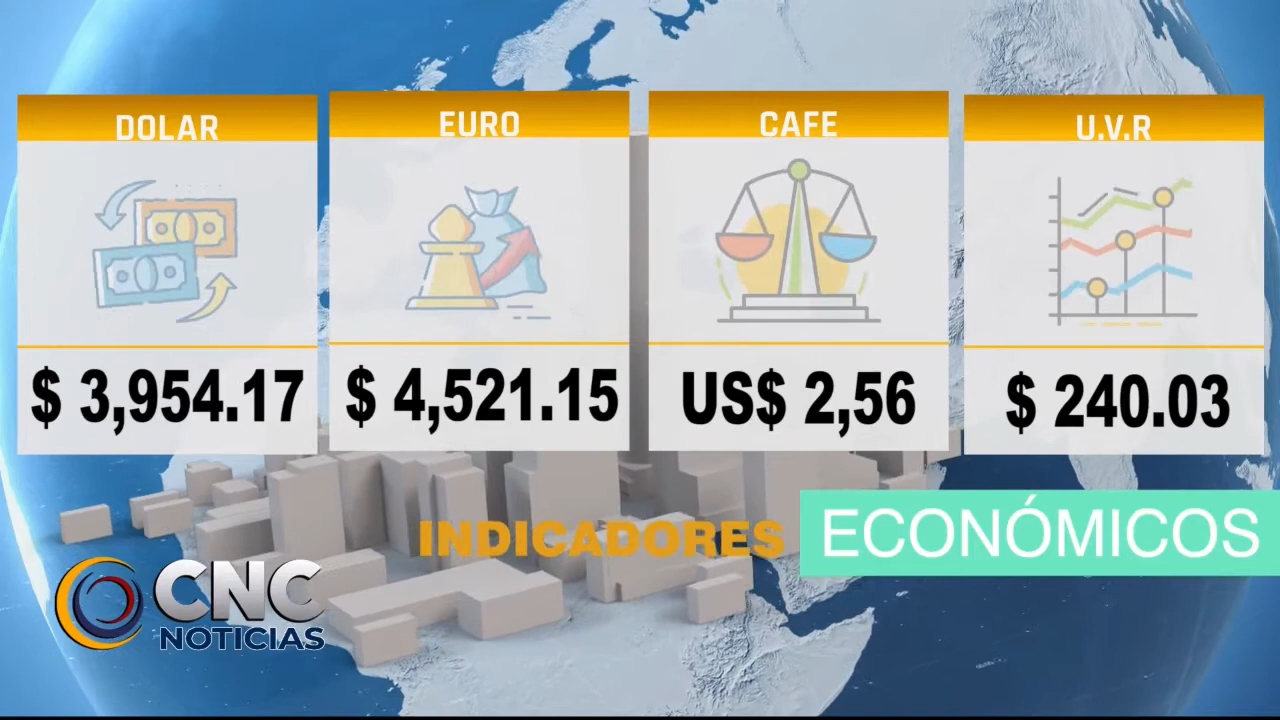 DOLAR
$ 3,954.17
EURO
$ 4,521.15
CAFE
US$ 2,56
U.V.R
$ 240.03
INDICADORES
ECONÓMICOS
CNC
NOTICIAS